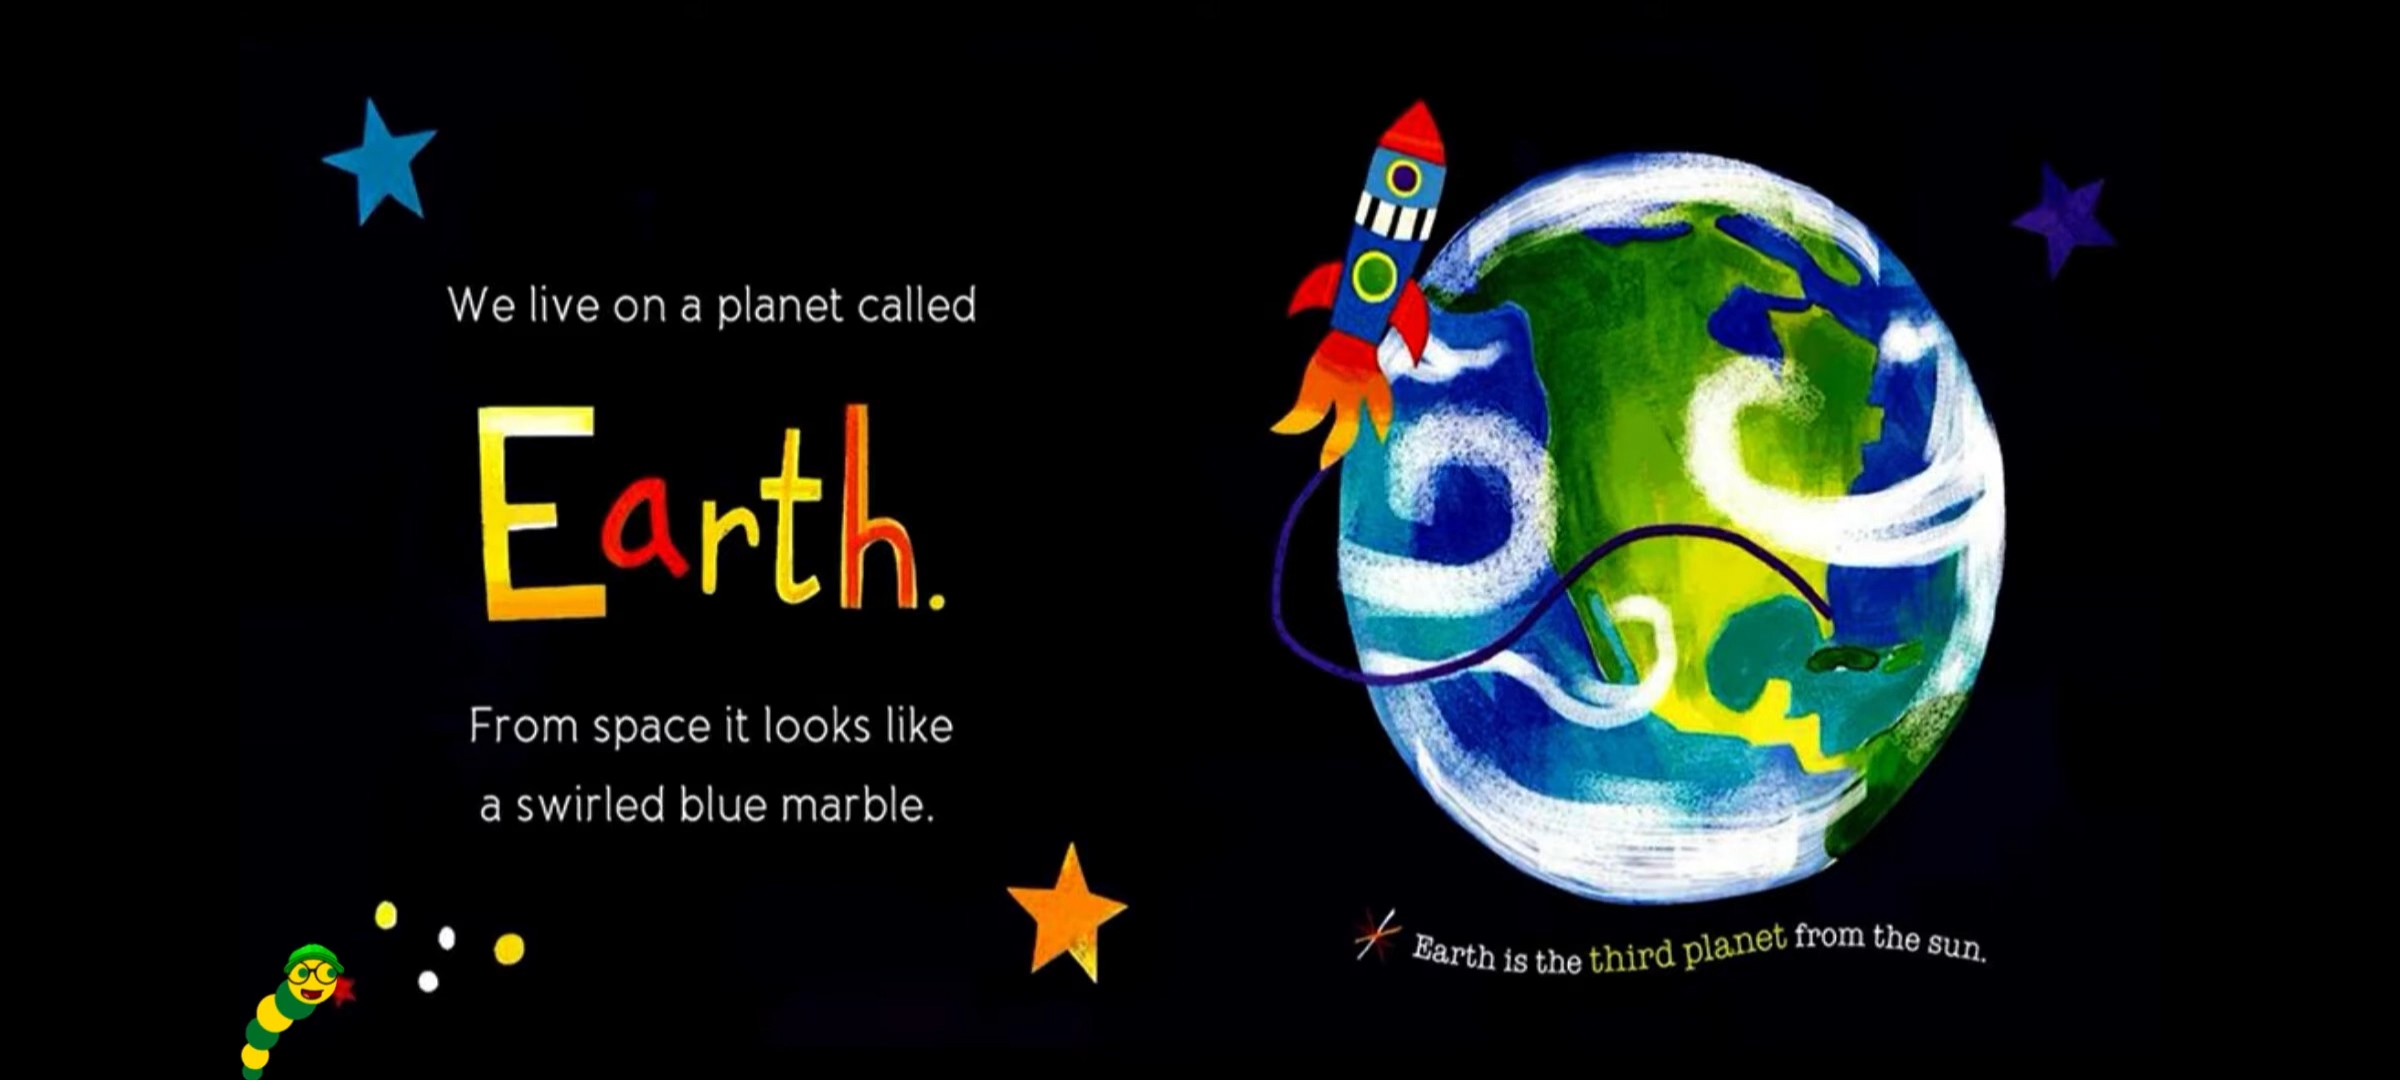 We live on a planet called
Earth.
From space it looks like
a swirled blue marble.
Earth is the third planet from the sun.